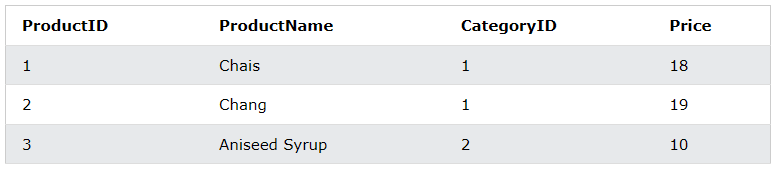 ProductID ProductName CategoryID Price
1 Chais 1 18
2 Chang 1 19
3 Aniseed Syrup 2 10